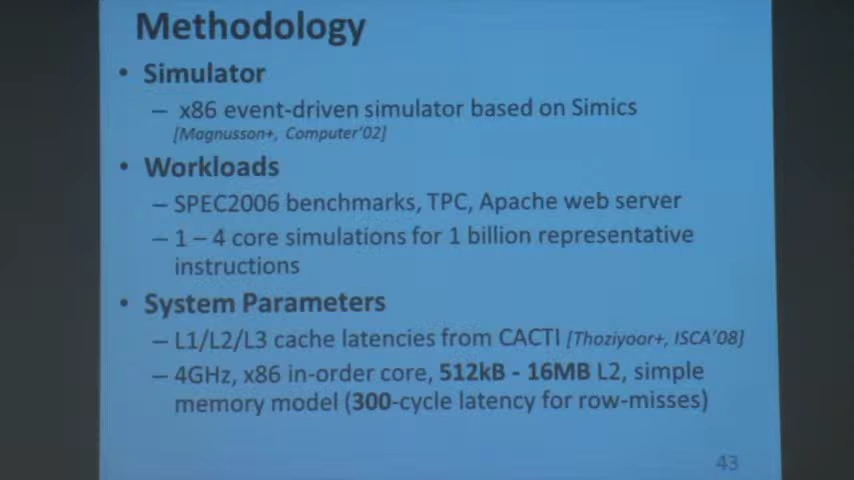 Methodology
• Simulator
– x86 event-driven simulator based on Simics
[Magnusson+, Computer'02]
• Workloads
– SPEC2006 benchmarks, TPC, Apache web server
– 1 – 4 core simulations for 1 billion representative
instructions
• System Parameters
– L1/L2/L3 cache latencies from CACTI [Thoziyoor+, ISCA'08]
– 4GHz, x86 in-order core, 512kB - 16MB L2, simple
memory model (300-cycle latency for row-misses)
43